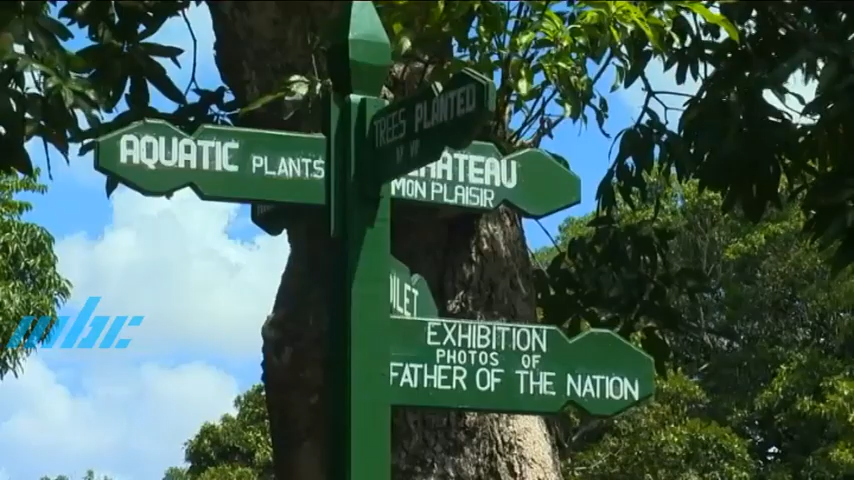 TREES PLANTED
AQUATIC PLANTS
MON PLAISIR
EXHIBITION
PHOTOS OF
FATHER OF THE NATION
mbc